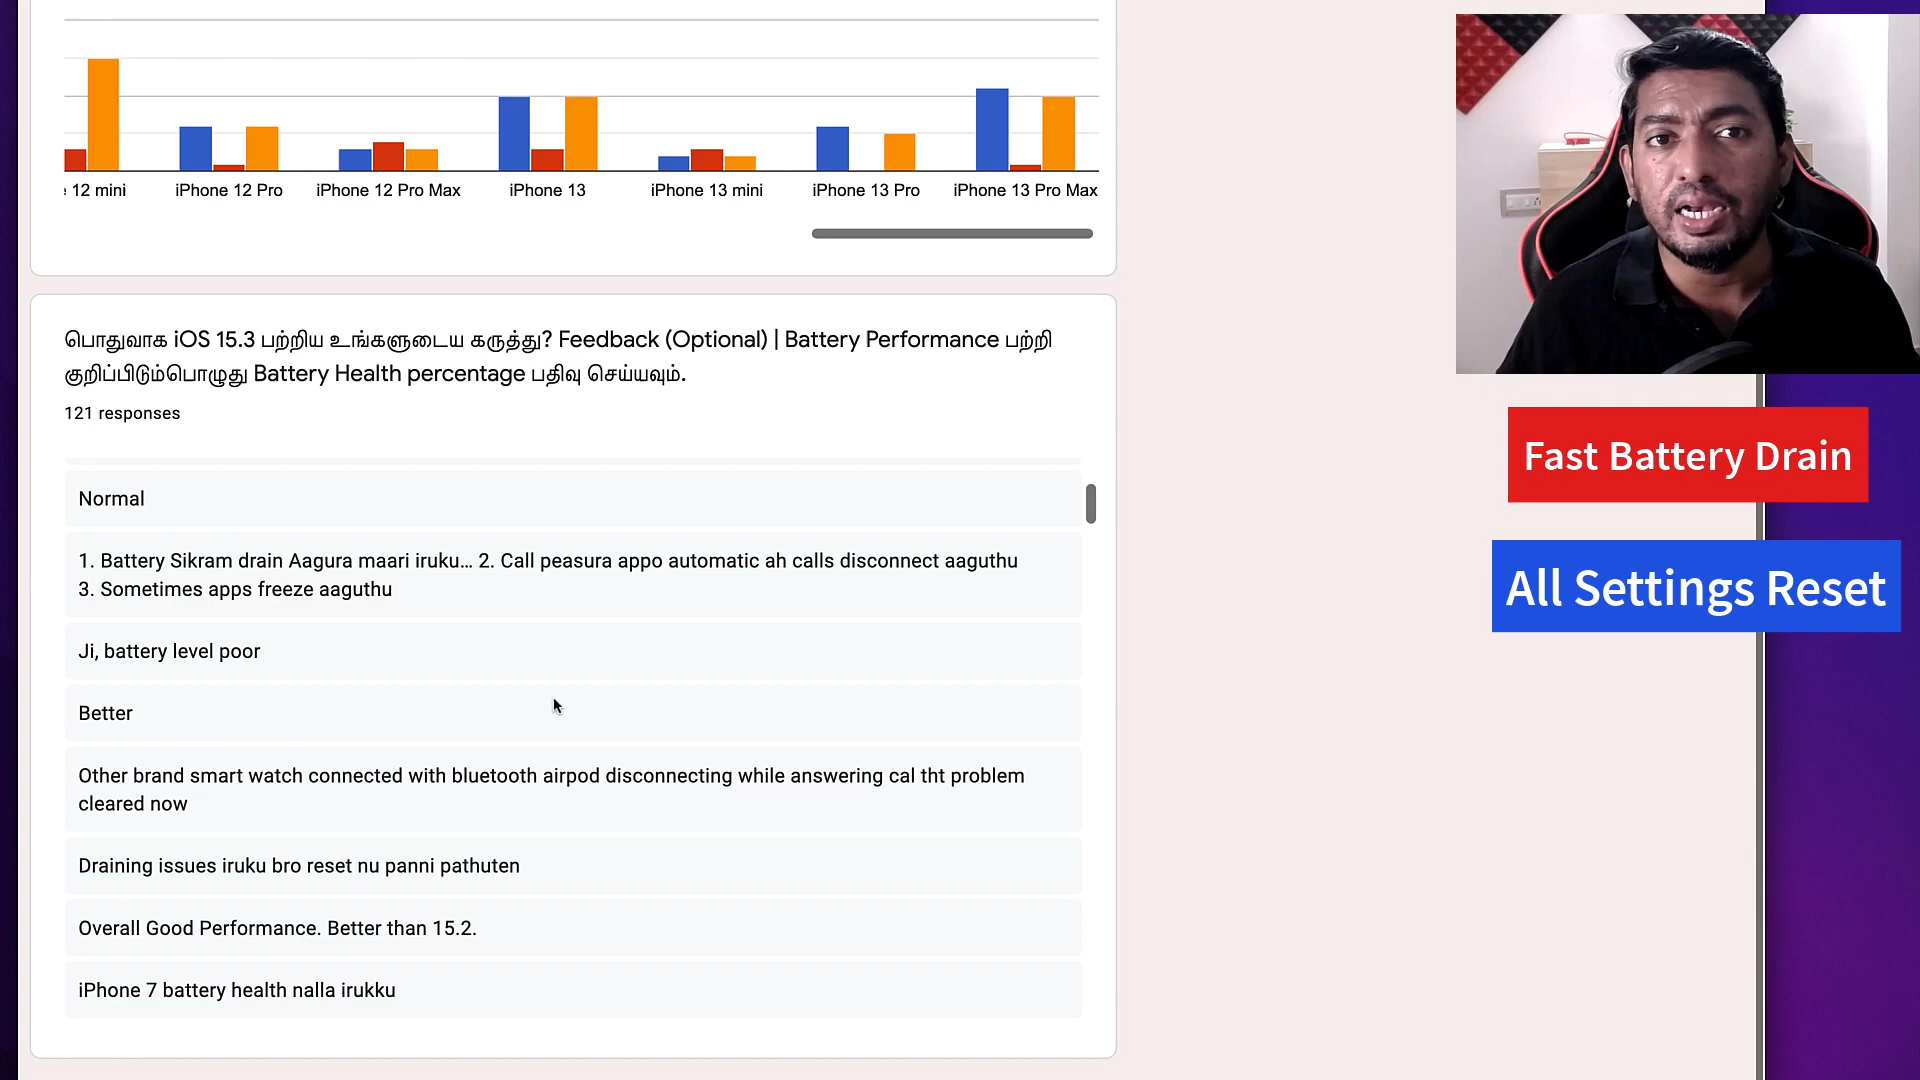 12 mini
iPhone 12 Pro
iPhone 12 Pro Max
iPhone 13
iPhone 13 mini
iPhone 13 Pro
iPhone 13 Pro Max
பொதுவாக iOS 15.3 பற்றிய உங்களுடைய கருத்து? Feedback (Optional) | Battery Performance பற்றி
குறிப்பிடும்பொழுது Battery Health percentage பதிவு செய்யவும்.
121 responses
Normal
1. Battery Sikram drain Aagura maari iruku... 2. Call peasura appo automatic ah calls disconnect aaguthu
3. Sometimes apps freeze aaguthu
Ji, battery level poor
Better
Other brand smart watch connected with bluetooth airpod disconnecting while answering cal tht problem
cleared now
Draining issues iruku bro reset nu panni pathuten
Overall Good Performance. Better than 15.2.
iPhone 7 battery health nalla irukku
Fast Battery Drain
All Settings Reset